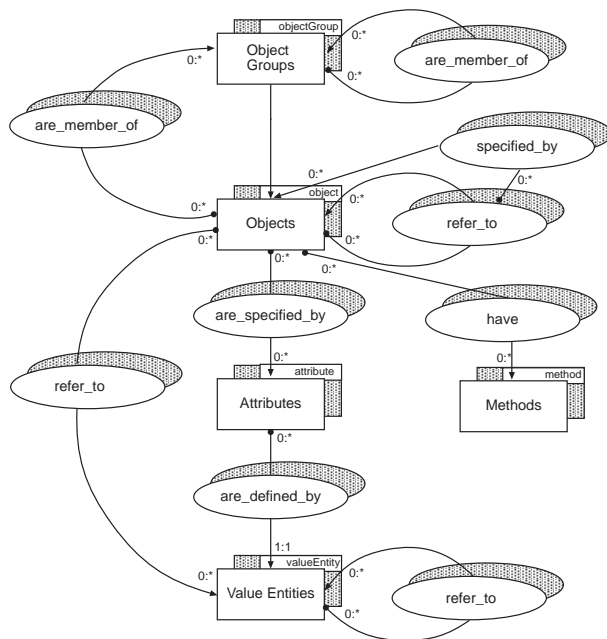 objectGroup
Object
Groups
0:*
0:*
0:*
are_member_of
are_member_of
specified_by
0:*
0:*
object
0:*
0:*
Objects
refer_to
0:*
0:*
0:*
0:*
are_specified_by
have
0:*
0:*
refer_to
attribute
method
Attributes
Methods
0:*
are_defined_by
1:1
valueEntity
0:*
0:*
Value Entities
refer_to
0:*